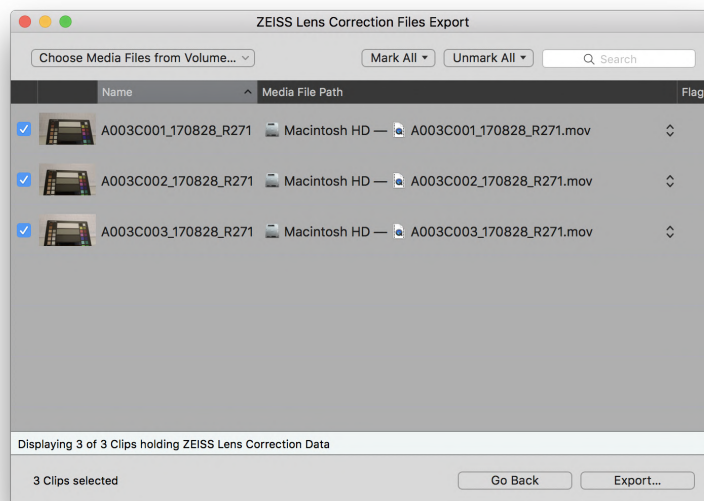 ZEISS Lens Correction Files Export
Choose Media Files from Volume... Mark All Unmark All Search
Name Media File Path Flag
A003C001_170828_R271 Macintosh HD — A003C001_170828_R271.mov
A003C002_170828_R271 Macintosh HD — A003C002_170828_R271.mov
A003C003_170828_R271 Macintosh HD — A003C003_170828_R271.mov
Displaying 3 of 3 Clips holding ZEISS Lens Correction Data
3 Clips selected Go Back Export...